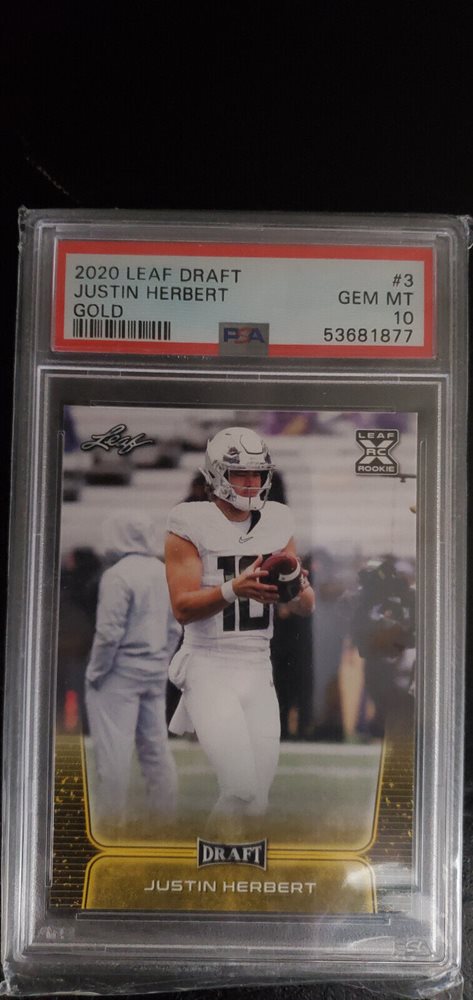 2020 LEAF DRAFT #3
JUSTIN HERBERT GEM MT
GOLD 10
PSA 53681877
Leaf
LEAF
RC
ROOKIE
10
DRAFT
JUSTIN HERBERT
PSA